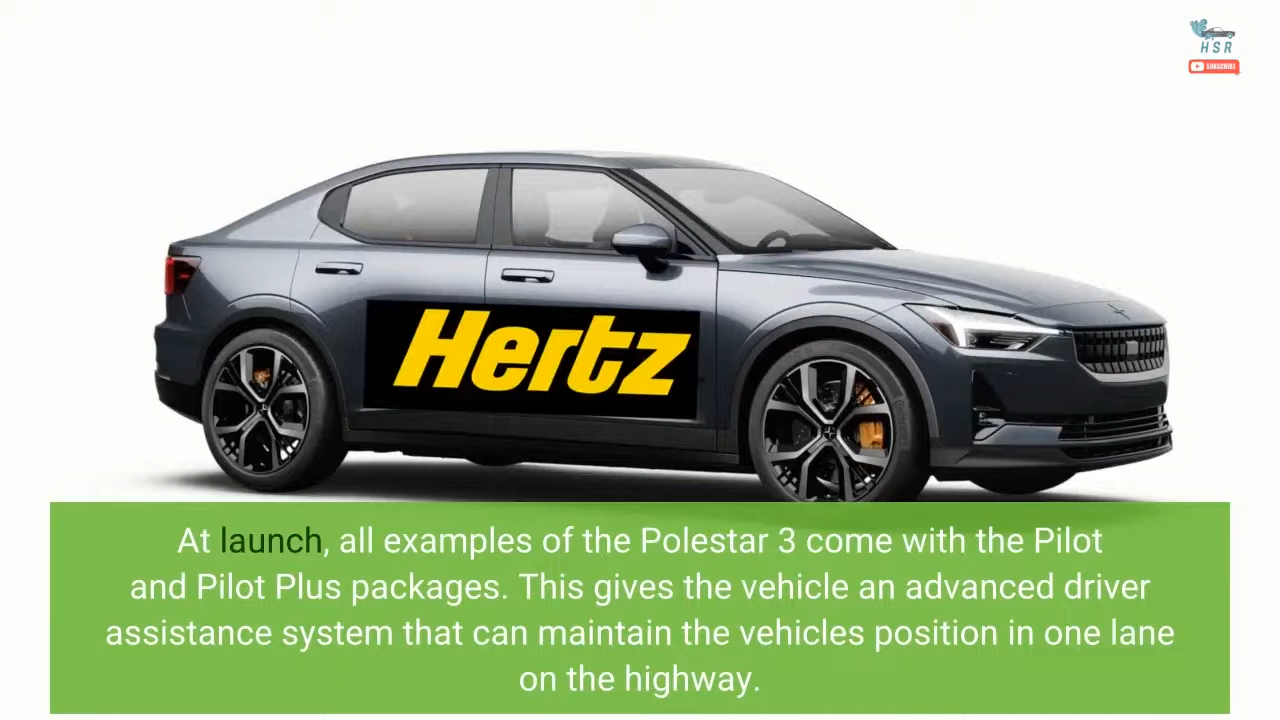 HSR
SUBSCRIBE
Hertz
At launch, all examples of the Polestar 3 come with the Pilot
and Pilot Plus packages. This gives the vehicle an advanced driver
assistance system that can maintain the vehicles position in one lane
on the highway.